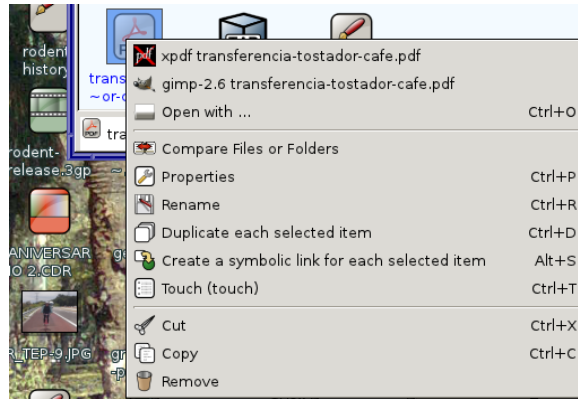 rodent
history
trans
~or-c
tra
rodent-
release.3gp
ANIVERSAR
IO 2.CDR
R_TEP-9.JPG
gr
-p
xpdf transferencia-tostador-cafe.pdf
gimp-2.6 transferencia-tostador-cafe.pdf
Open with ... Ctrl+O
Compare Files or Folders
Properties Ctrl+P
Rename Ctrl+R
Duplicate each selected item Ctrl+D
Create a symbolic link for each selected item Alt+S
Touch (touch) Ctrl+T
Cut Ctrl+X
Copy Ctrl+C
Remove